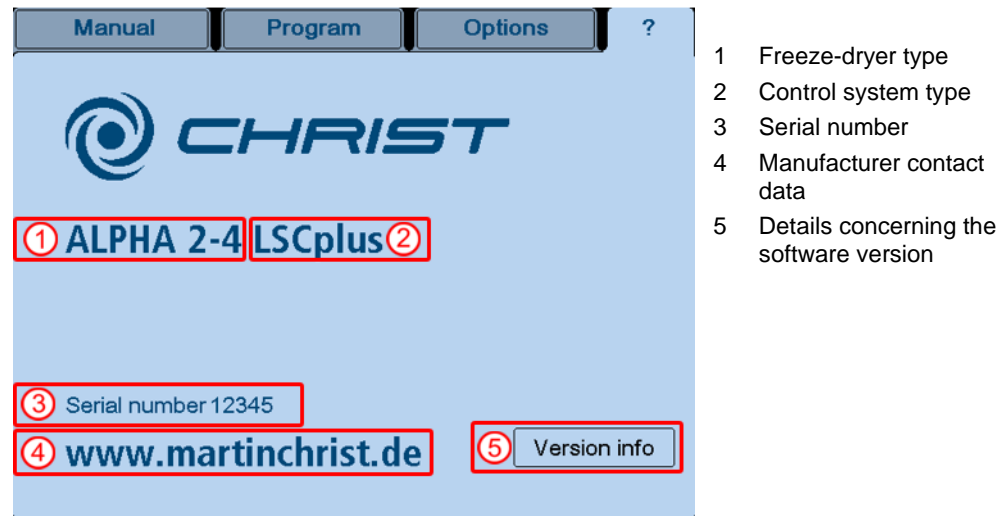 Manual Program Options ?
CHRIST
1 ALPHA 2-4 LSCplus 2
3 Serial number 12345
4 www.martinchrist.de
5 Version info
1 Freeze-dryer type
2 Control system type
3 Serial number
4 Manufacturer contact
data
5 Details concerning the
software version